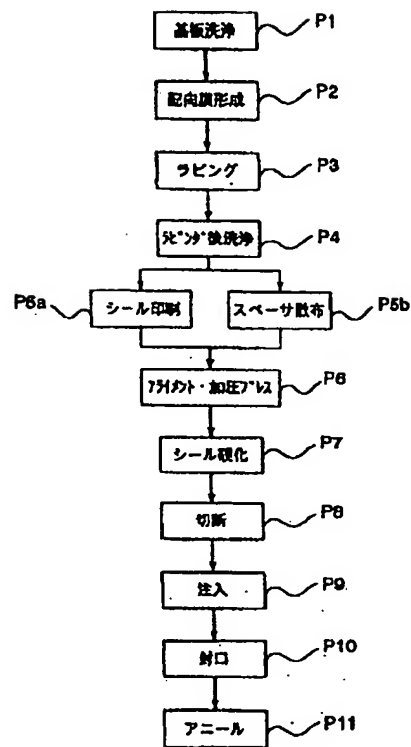 基板洗浄 P1
配向膜形成 P2
ラビング P3
ラビング後洗浄 P4
P5a シール印刷 スペーサ散布 P5b
アライメント・加圧プレス P6
シール硬化 P7
切断 P8
注入 P9
封口 P10
アニール P11